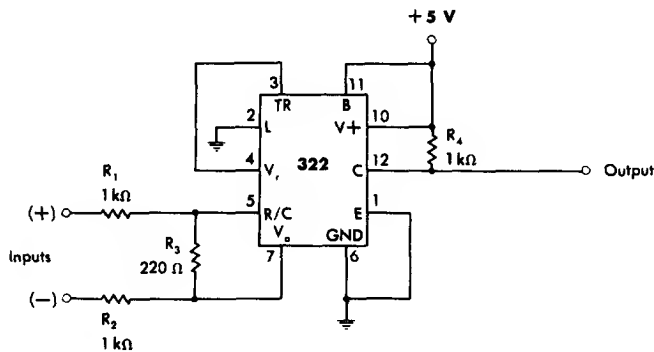 +5 V
3
11
TR
B
2
L
10
V+
R4
1 kΩ
322
4
Vr
12
C
Output
R1
1 kΩ
(+)
5
R/C
1
E
Inputs
R3
220 Ω
Va
GND
7
6
(−)
R2
1 kΩ